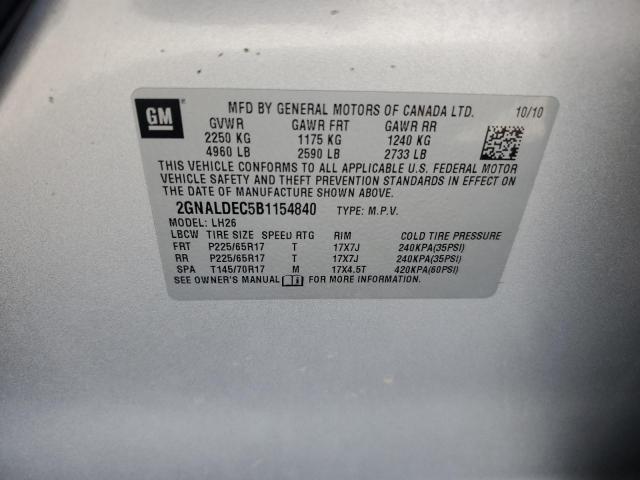 GM
MFD BY GENERAL MOTORS OF CANADA LTD. 10/10
GVWR GAWR FRT GAWR RR
2250 KG 1175 KG 1240 KG
4960 LB 2590 LB 2733 LB
THIS VEHICLE CONFORMS TO ALL APPLICABLE U.S. FEDERAL MOTOR
VEHICLE SAFETY AND THEFT PREVENTION STANDARDS IN EFFECT ON
THE DATE OF MANUFACTURE SHOWN ABOVE.
2GNALDEC5B1154840 TYPE: M.P.V.
MODEL: LH26
LBCW TIRE SIZE SPEED RTG RIM COLD TIRE PRESSURE
FRT P225/65R17 T 17X7J 240KPA(35PSI)
RR P225/65R17 T 17X7J 240KPA(35PSI)
SPA T145/70R17 M 17X4.5T 420KPA(60PSI)
SEE OWNER'S MANUAL FOR MORE INFORMATION.